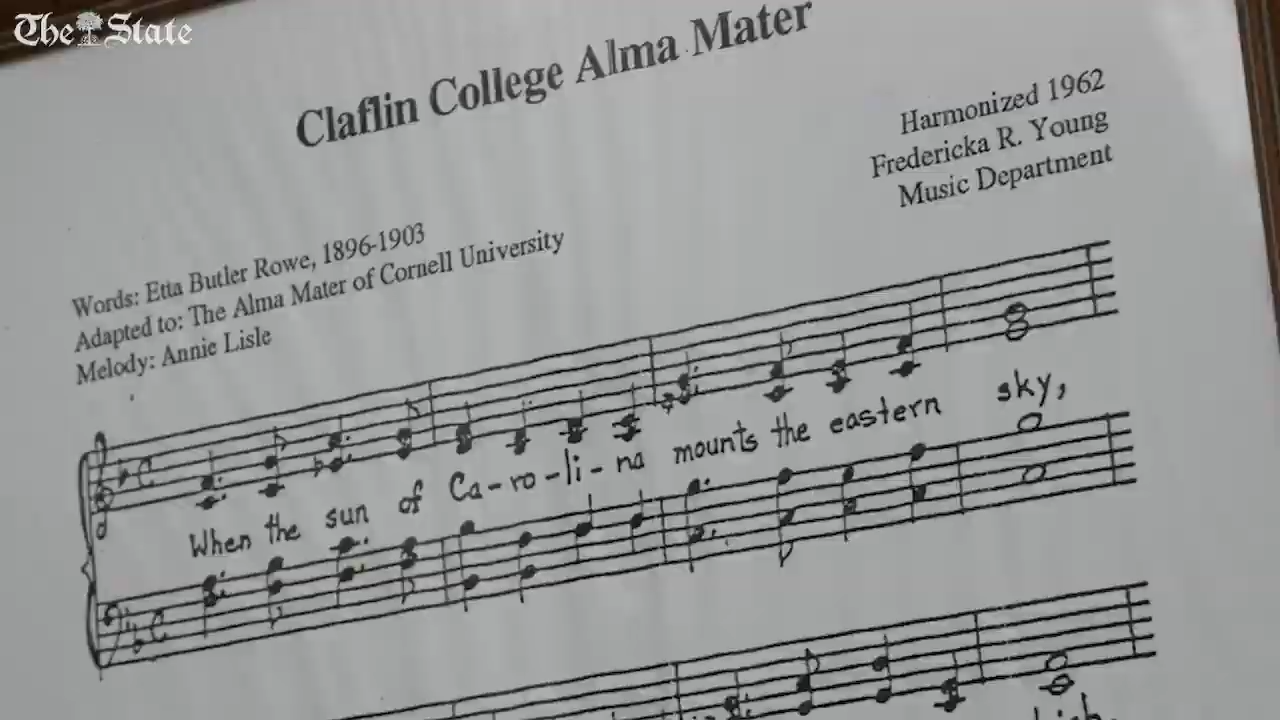 The State
Claflin College Alma Mater
Harmonized 1962
Fredericka R. Young
Music Department
Words: Etta Butler Rowe, 1896-1903
Adapted to: The Alma Mater of Cornell University
Melody: Annie Lisle
When the sun of Ca-ro-li-na mounts the eastern sky,